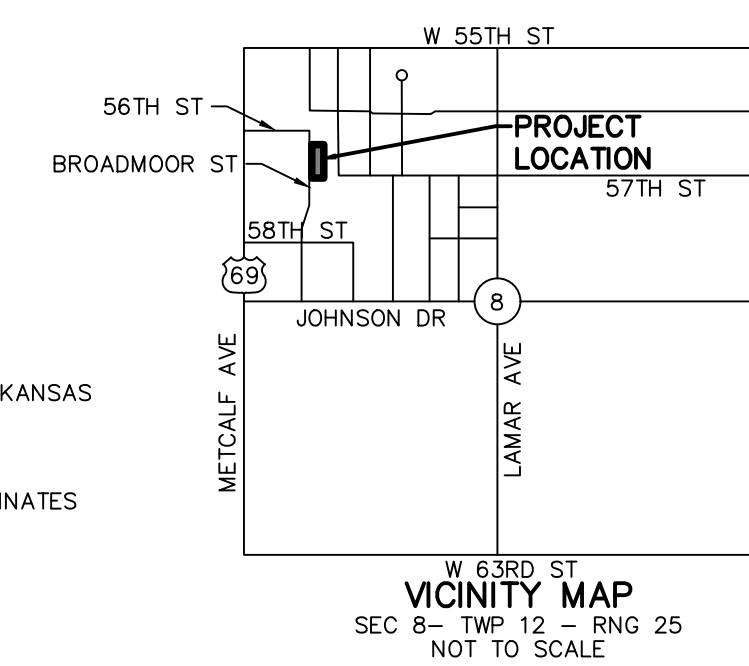 W 55TH ST
56TH ST
PROJECT
LOCATION
BROADMOOR ST
57TH ST
58TH ST
69
8
JOHNSON DR
METCALF AVE
LAMAR AVE
KANSAS
INATES
W 63RD ST
VICINITY MAP
SEC 8– TWP 12 – RNG 25
NOT TO SCALE